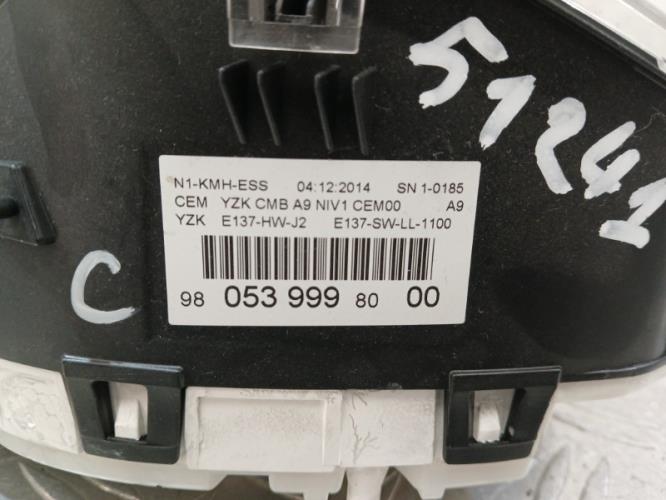 51241
N1-KMH-ESS 04:12:2014 SN 1-0185
CEM YZK CMB A9 NIV1 CEM00 A9
YZK E137-HW-J2 E137-SW-LL-1100
98 053 999 80 00
C